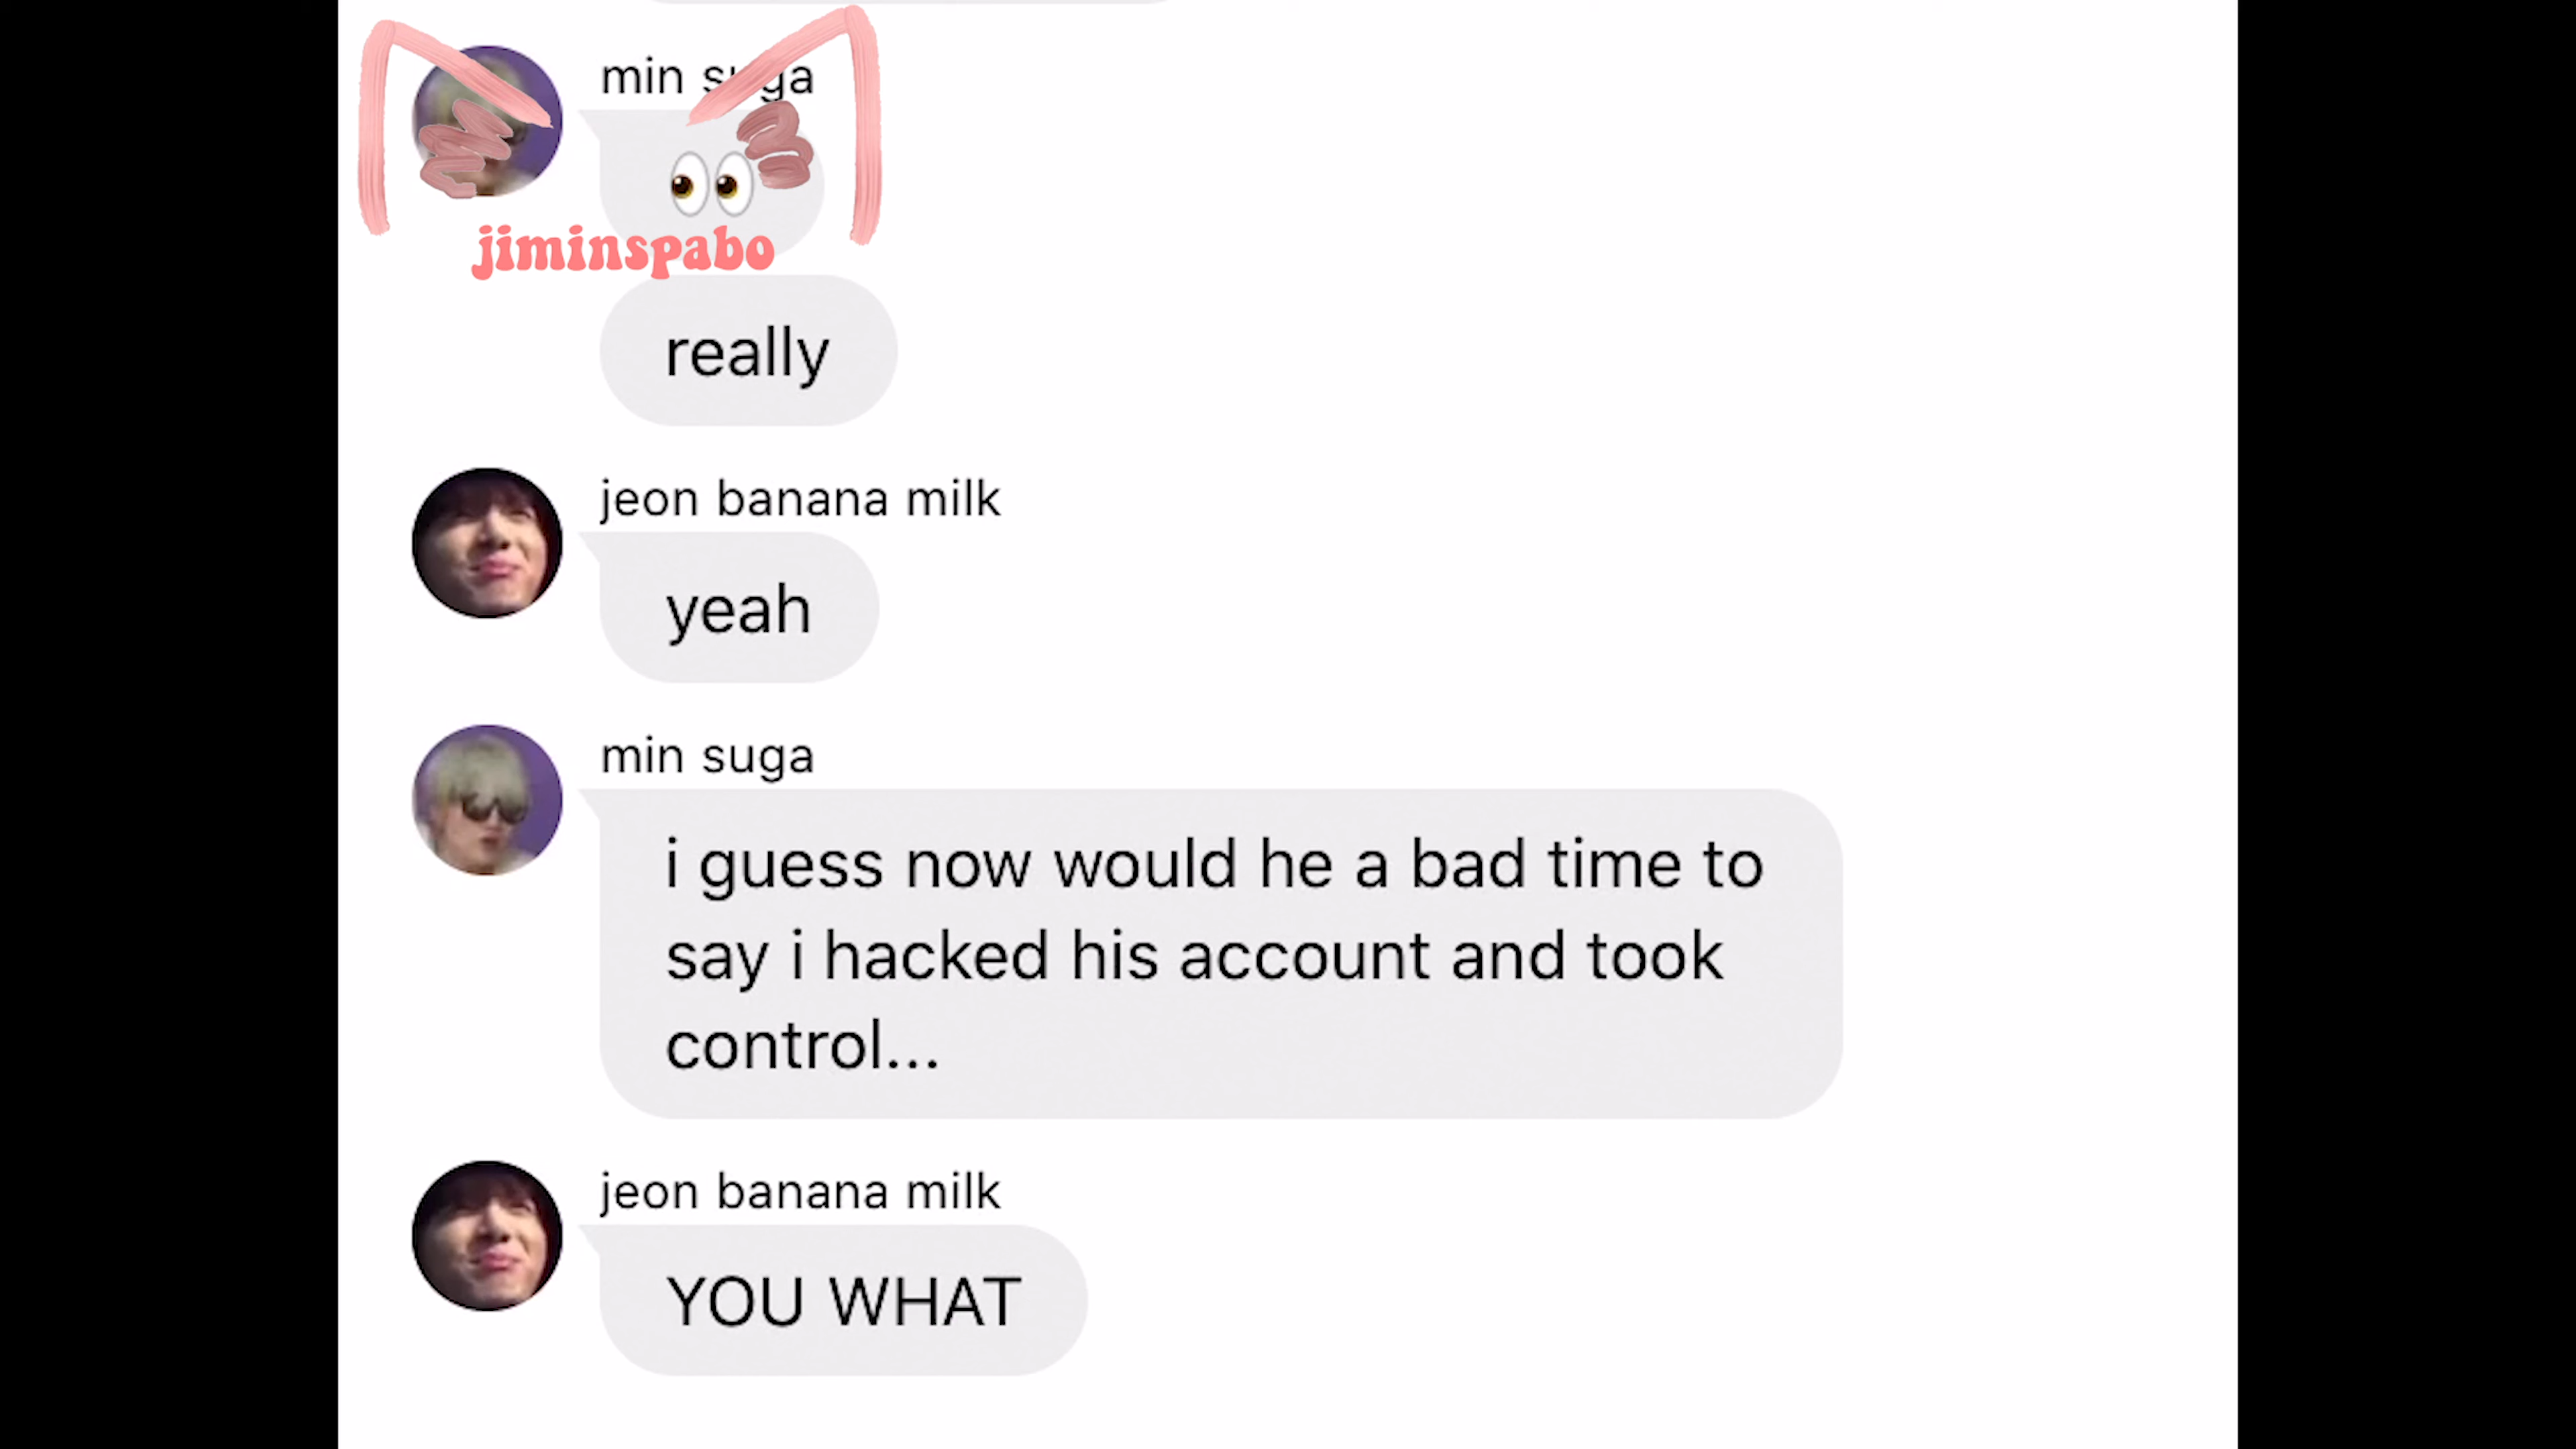 min suga
👀
jiminspabo
really
jeon banana milk
yeah
min suga
i guess now would he a bad time to
say i hacked his account and took
control...
jeon banana milk
YOU WHAT